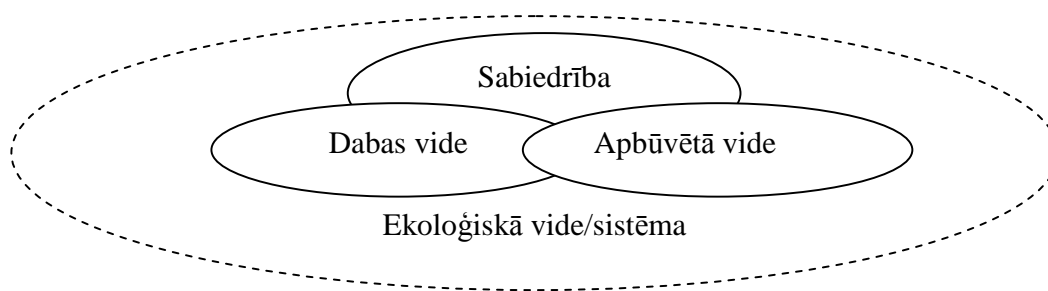 Sabiedrība
Dabas vide
Apbūvētā vide
Ekoloģiskā vide/sistēma